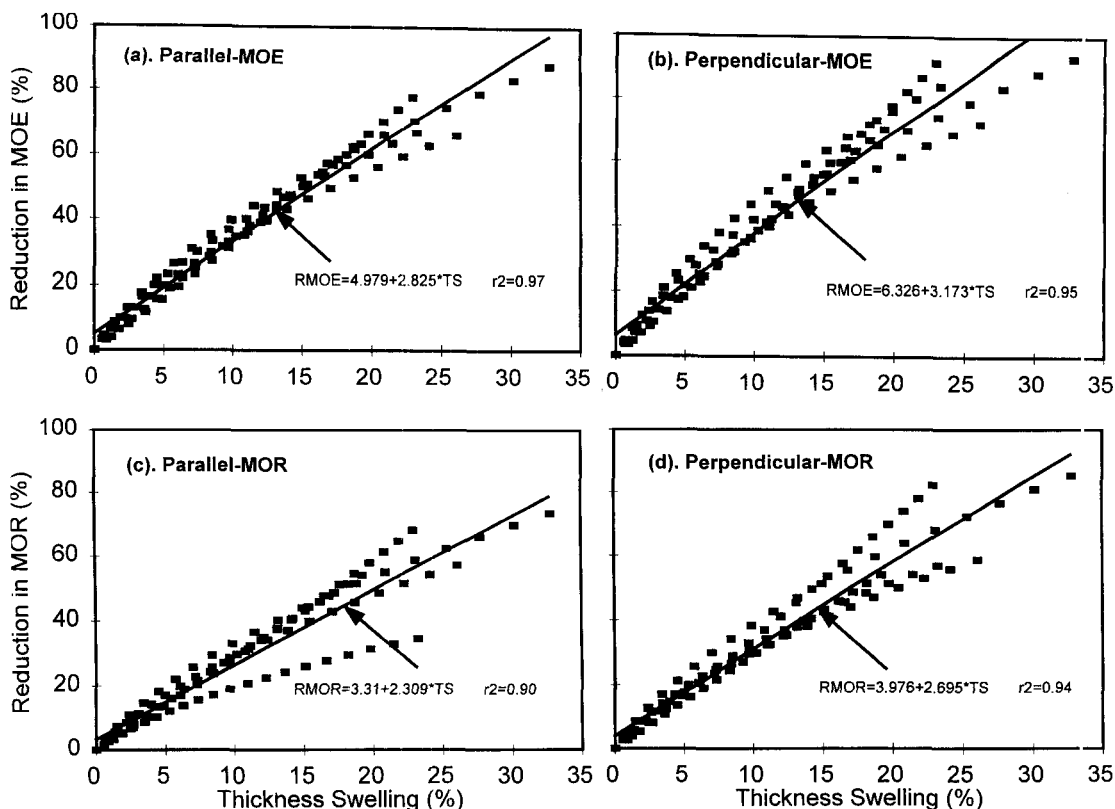 100
80
60
40
20
0
Reduction in MOE (%)
(a). Parallel-MOE
RMOE=4.979+2.825*TS r2=0.97
0 5 10 15 20 25 30 35
(b). Perpendicular-MOE
RMOE=6.326+3.173*TS r2=0.95
0 5 10 15 20 25 30 35
100
80
60
40
20
0
Reduction in MOR (%)
(c). Parallel-MOR
RMOR=3.31+2.309*TS r2=0.90
0 5 10 15 20 25 30 35
Thickness Swelling (%)
(d). Perpendicular-MOR
RMOR=3.976+2.695*TS r2=0.94
0 5 10 15 20 25 30 35
Thickness Swelling (%)